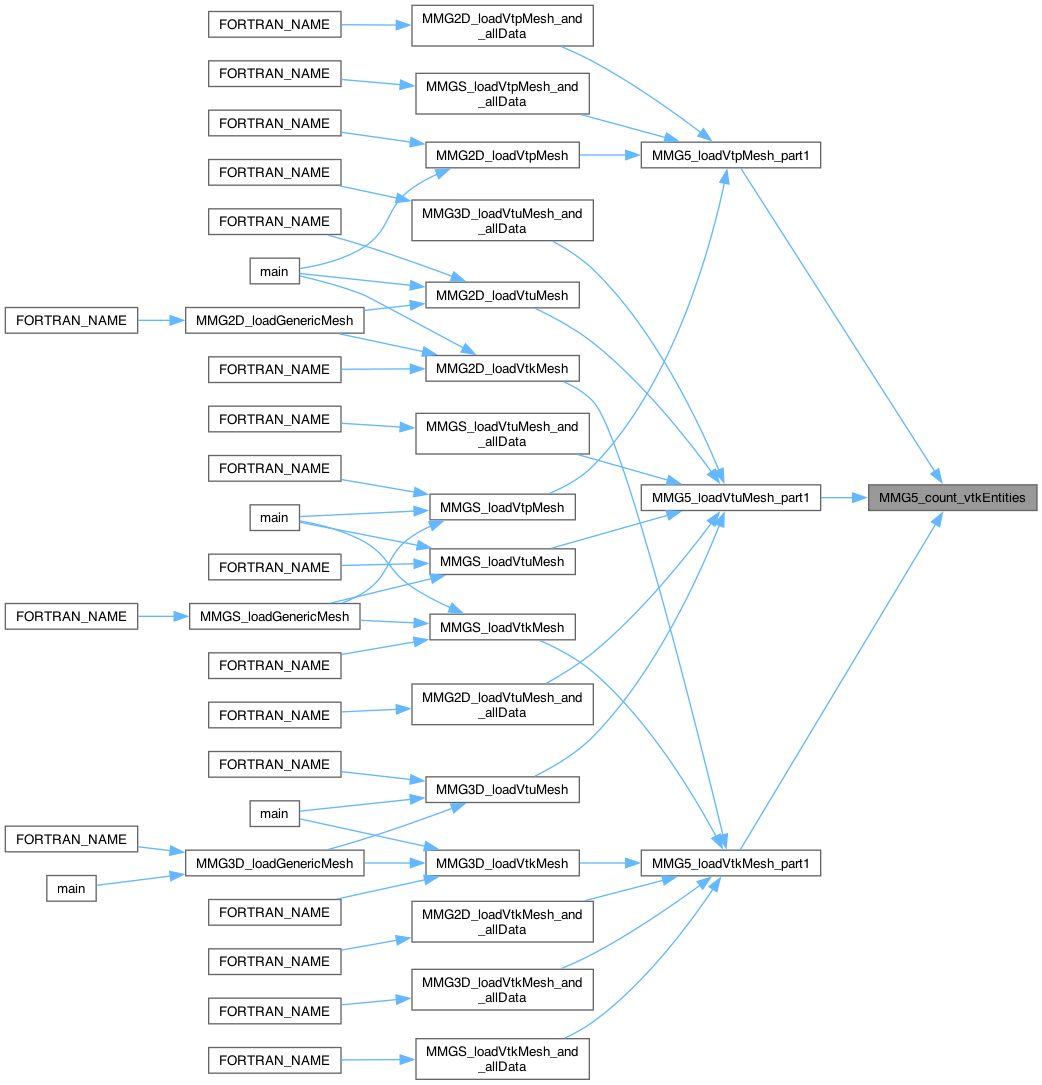 FORTRAN_NAME
MMG2D_loadVtpMesh_and
_allData
FORTRAN_NAME
MMGS_loadVtpMesh_and
_allData
FORTRAN_NAME
MMG2D_loadVtpMesh
MMG5_loadVtpMesh_part1
FORTRAN_NAME
MMG3D_loadVtuMesh_and
_allData
FORTRAN_NAME
main
MMG2D_loadVtuMesh
FORTRAN_NAME
MMG2D_loadGenericMesh
FORTRAN_NAME
MMG2D_loadVtkMesh
FORTRAN_NAME
MMGS_loadVtuMesh_and
_allData
FORTRAN_NAME
MMG5_loadVtuMesh_part1
MMG5_count_vtkEntities
MMGS_loadVtpMesh
main
FORTRAN_NAME
MMGS_loadVtuMesh
FORTRAN_NAME
MMGS_loadGenericMesh
MMGS_loadVtkMesh
FORTRAN_NAME
FORTRAN_NAME
MMG2D_loadVtuMesh_and
_allData
FORTRAN_NAME
MMG3D_loadVtuMesh
main
FORTRAN_NAME
MMG3D_loadGenericMesh
MMG3D_loadVtkMesh
MMG5_loadVtkMesh_part1
main
FORTRAN_NAME
MMG2D_loadVtkMesh_and
_allData
FORTRAN_NAME
MMG3D_loadVtkMesh_and
_allData
FORTRAN_NAME
MMGS_loadVtkMesh_and
_allData
FORTRAN_NAME